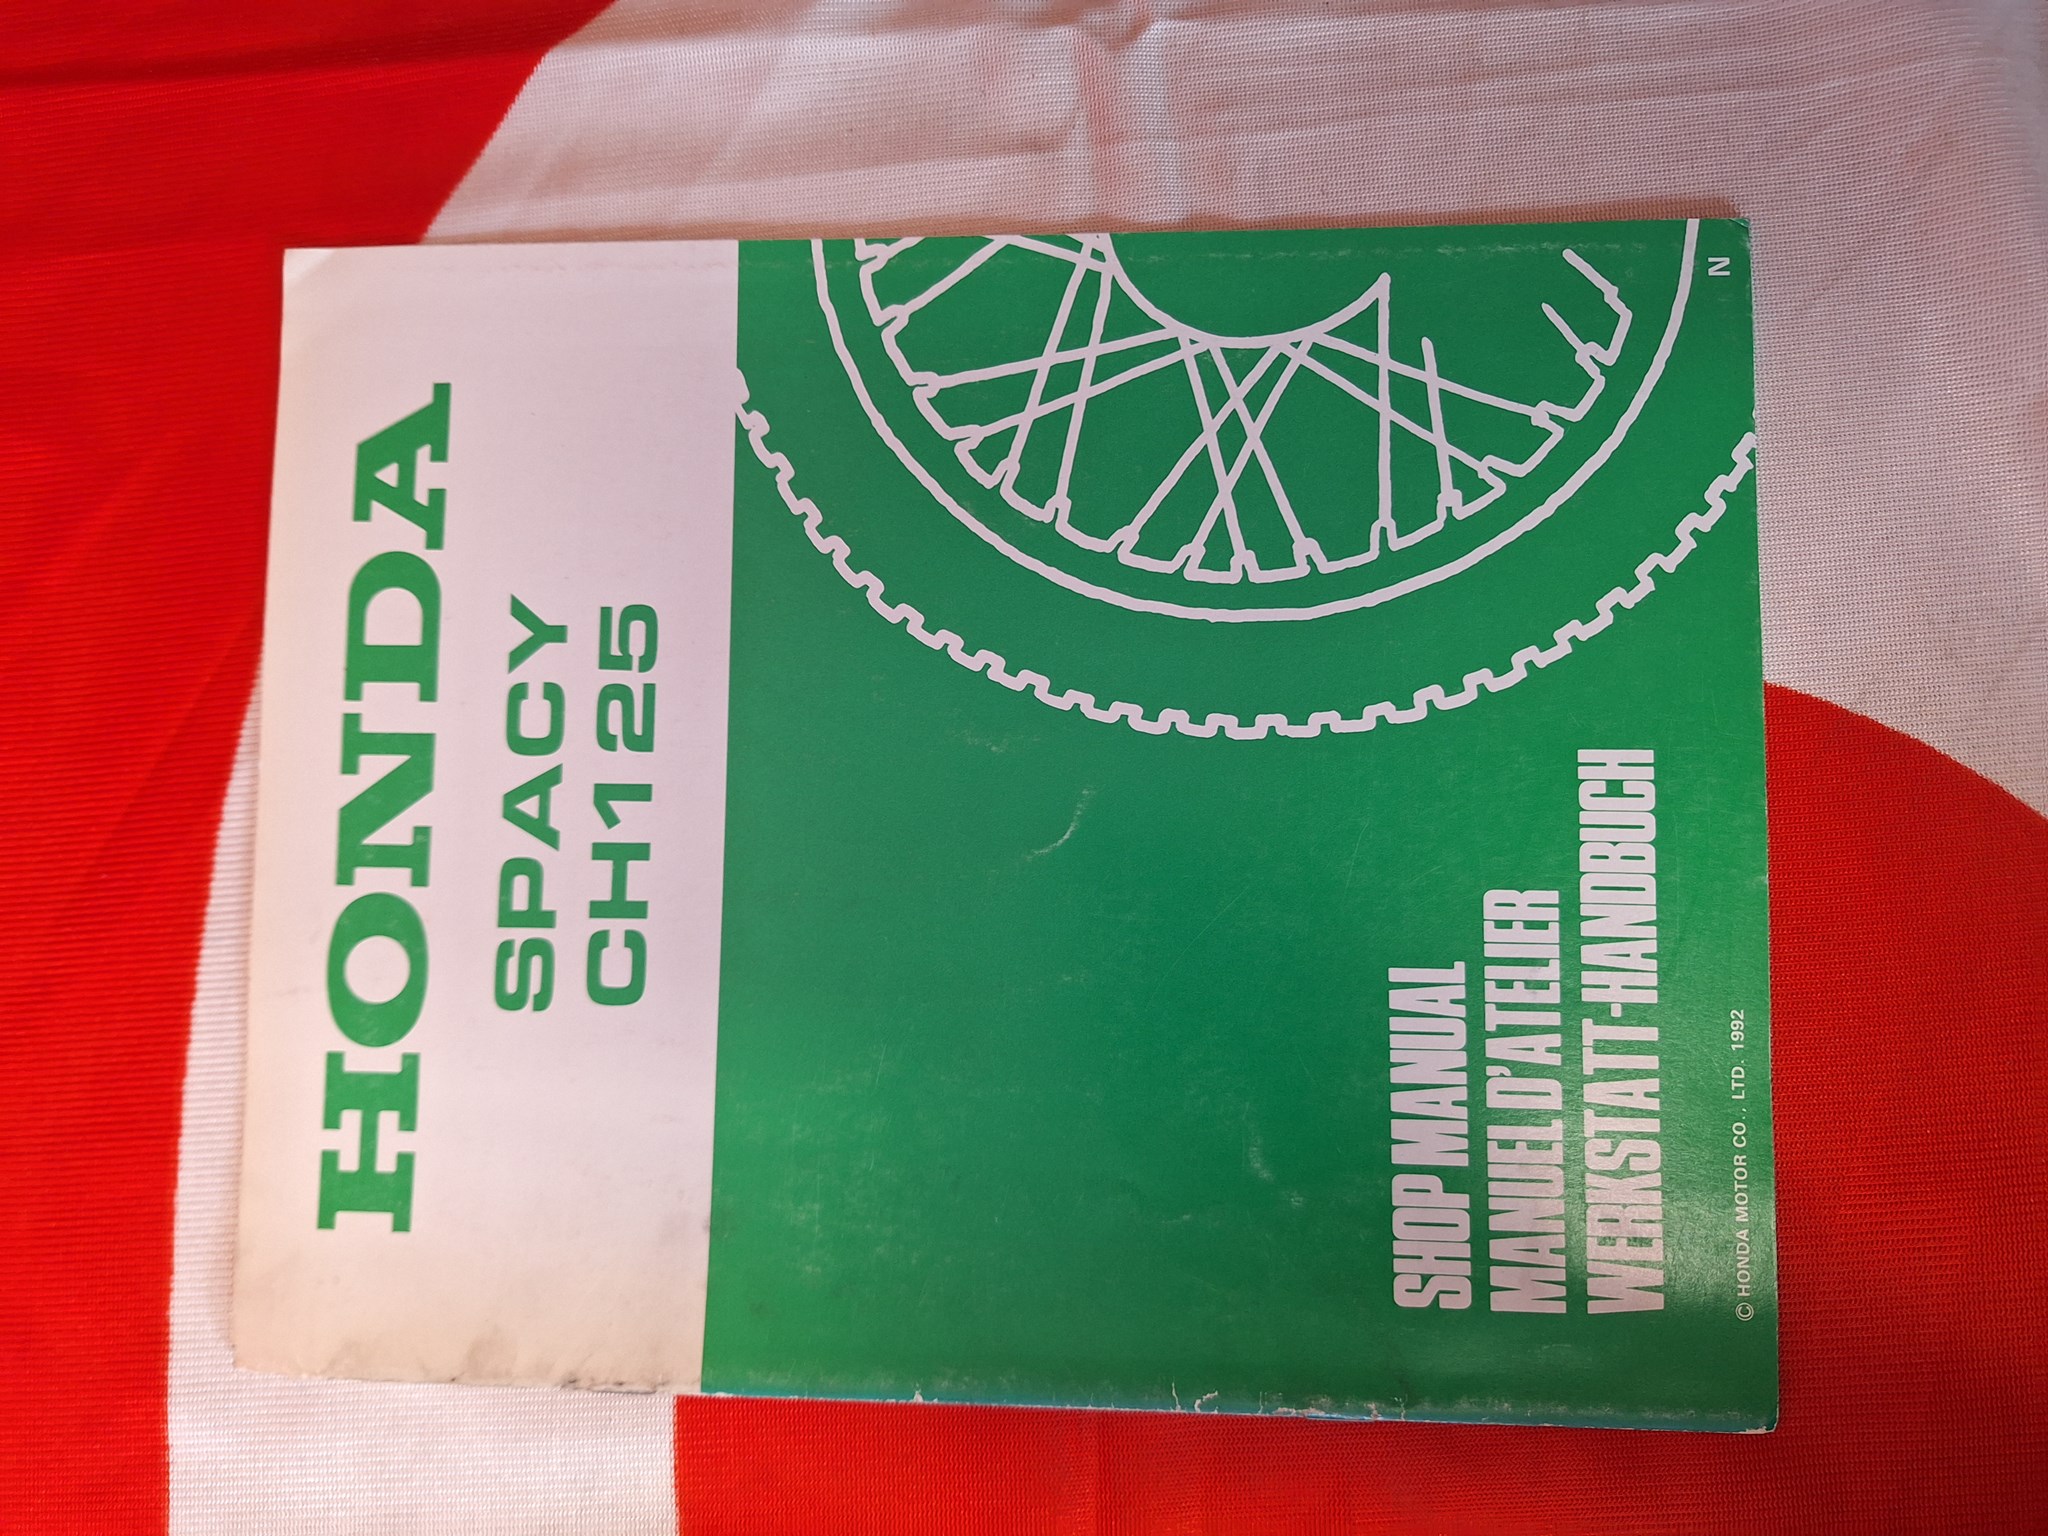 HONDA
SPACY
CH125
SHOP MANUAL
MANUEL D'ATELIER
WERKSTATT-HANDBUCH
© HONDA MOTOR CO., LTD. 1992
N